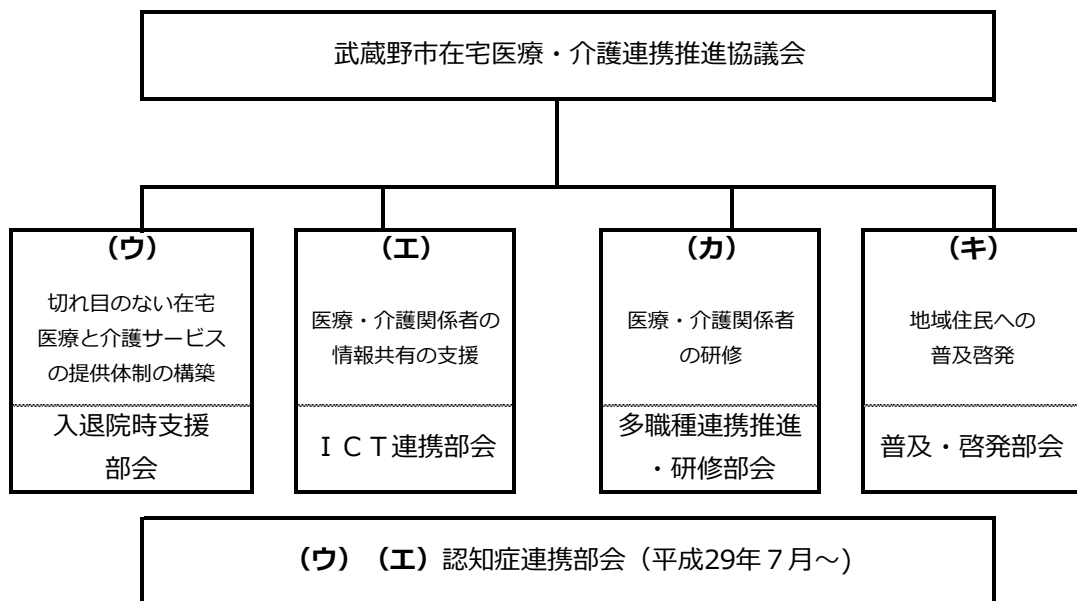 武蔵野市在宅医療・介護連携推進協議会
(ウ)
切れ目のない在宅
医療と介護サービス
の提供体制の構築
入退院時支援
部会
(エ)
医療・介護関係者の
情報共有の支援
ＩＣＴ連携部会
(カ)
医療・介護関係者
の研修
多職種連携推進
・研修部会
(キ)
地域住民への
普及啓発
普及・啓発部会
(ウ)(エ)認知症連携部会（平成29年７月～)